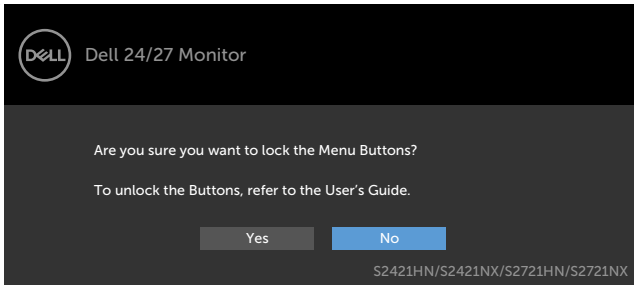 DELL Dell 24/27 Monitor
Are you sure you want to lock the Menu Buttons?
To unlock the Buttons, refer to the User's Guide.
Yes No
S2421HN/S2421NX/S2721HN/S2721NX